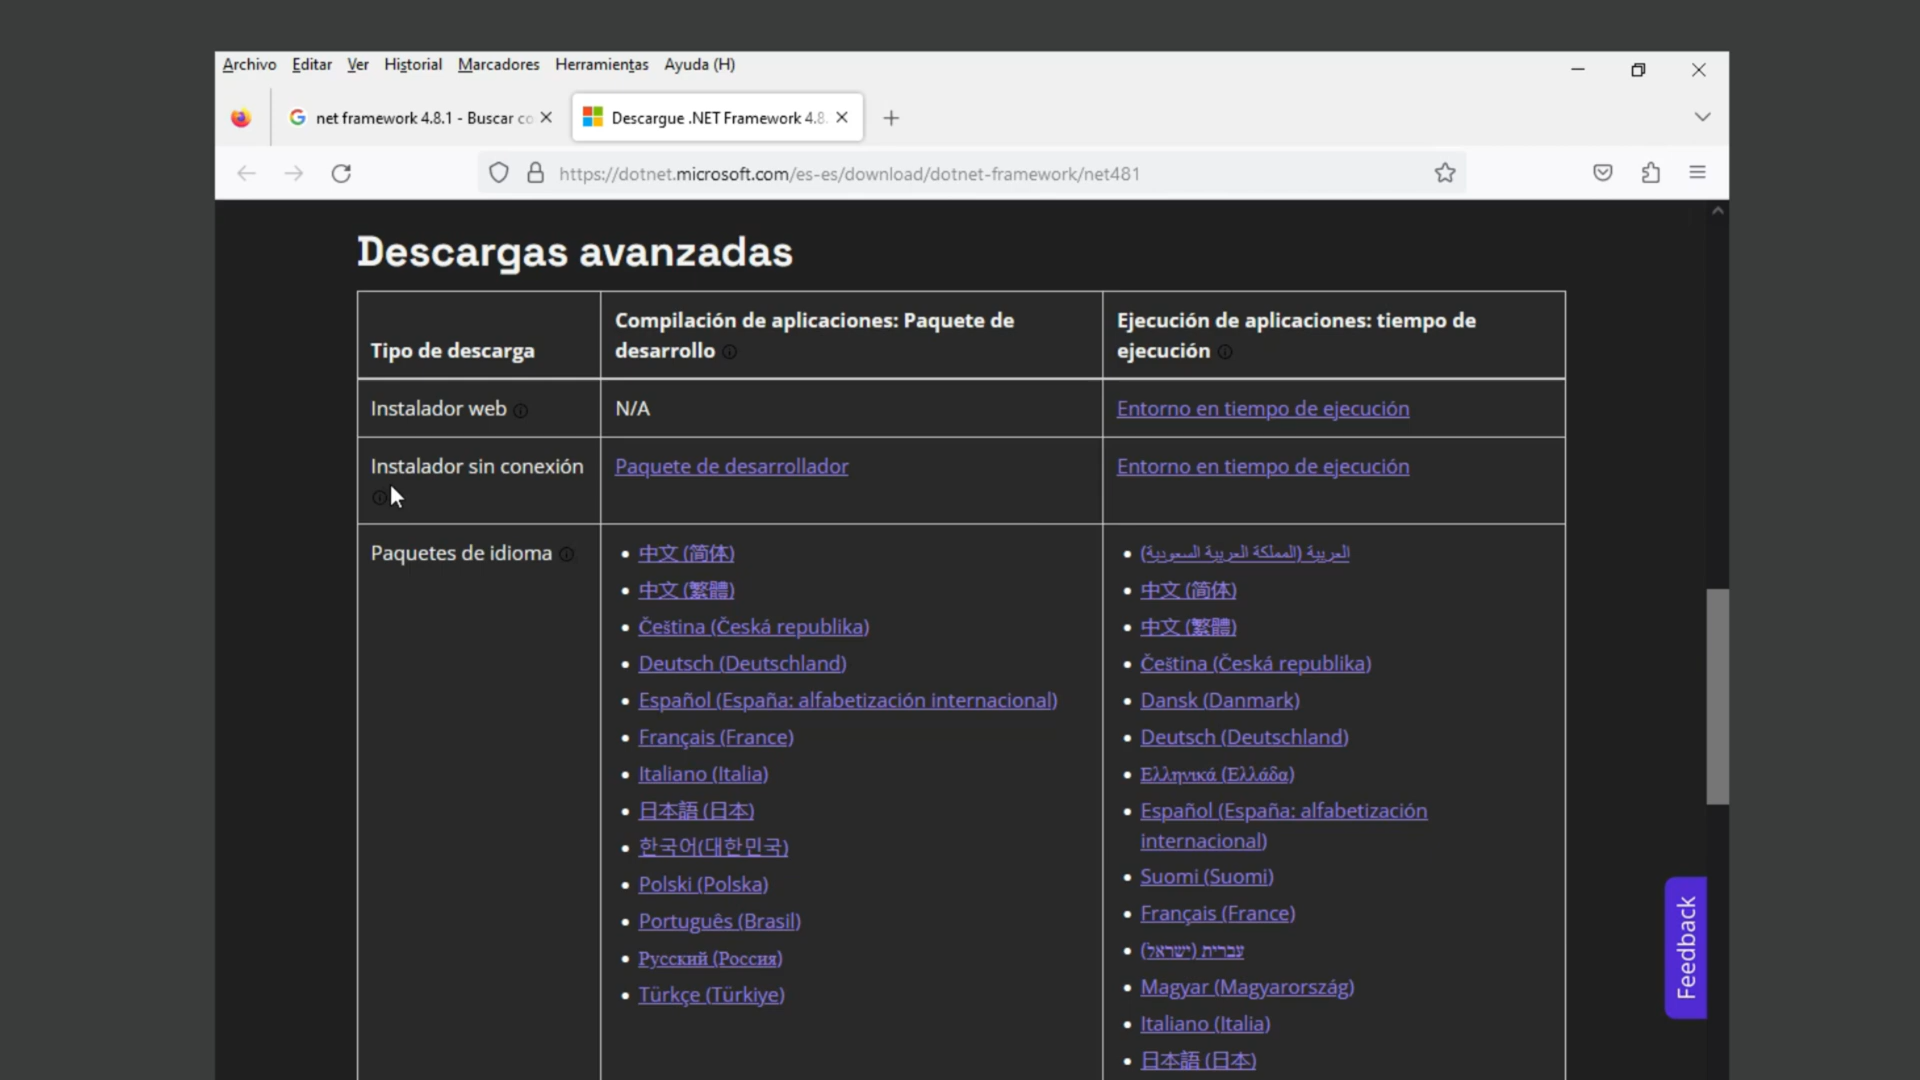 Archivo Editar Ver Historial Marcadores Herramientas Ayuda (H)
net framework 4.8.1 - Buscar co
Descargue .NET Framework 4.8.
https://dotnet.microsoft.com/es-es/download/dotnet-framework/net481
Descargas avanzadas
Tipo de descarga
Compilación de aplicaciones: Paquete de
desarrollo
Ejecución de aplicaciones: tiempo de
ejecución
Instalador web
N/A
Entorno en tiempo de ejecución
Instalador sin conexión
Paquete de desarrollador
Entorno en tiempo de ejecución
Paquetes de idioma
中文 (简体)
中文 (繁體)
Čeština (Česká republika)
Deutsch (Deutschland)
Español (España: alfabetización internacional)
Français (France)
Italiano (Italia)
日本語 (日本)
한국어(대한민국)
Polski (Polska)
Português (Brasil)
Русский (Россия)
Türkçe (Türkiye)
العربية (المملكة العربية السعودية)
中文 (简体)
中文 (繁體)
Čeština (Česká republika)
Dansk (Danmark)
Deutsch (Deutschland)
Ελληνικά (Ελλάδα)
Español (España: alfabetización
internacional)
Suomi (Suomi)
Français (France)
עברית (ישראל)
Magyar (Magyarország)
Italiano (Italia)
日本語 (日本)
Feedback